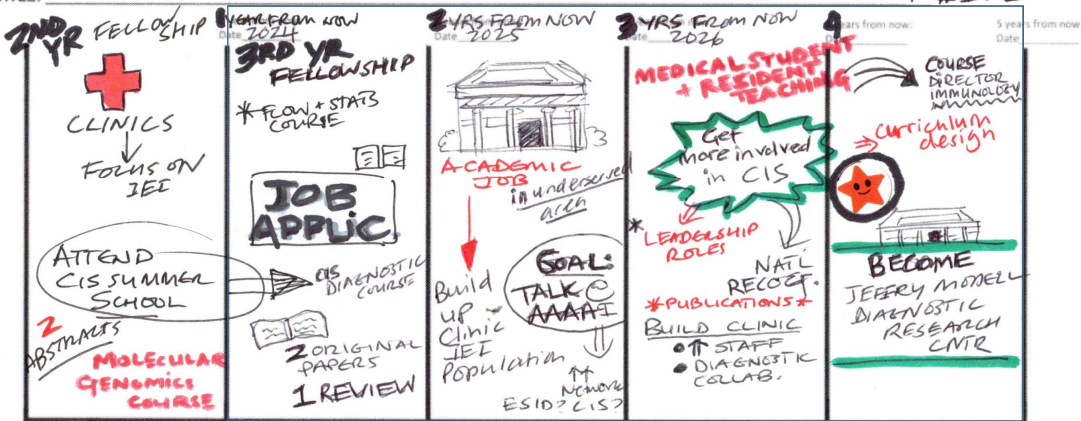 2ND YR FELLOWSHIP
CLINICS
FOCUS ON
IEI
ATTEND
CIS SUMMER
SCHOOL
2
ABSTRACTS
MOLECULAR
GENOMICS
COURSE
1 YEAR FROM NOW
Date 2024
3RD YR
FELLOWSHIP
* FLOW + STATS
COURSE
JOB
APPLIC.
CIS
DIAGNOSTIC
COURSE
2 ORIGINAL
PAPERS
1 REVIEW
2 YRS FROM NOW
Date 2025
ACADEMIC
JOB
in underserved
area
Build
up
Clinic
IEI
Population
GOAL:
TALK @
AAAAI
↑↑
NETWORK
ESID? CIS?
3 YRS FROM NOW
Date 2026
MEDICAL STUDENT
+ RESIDENT
TEACHING
Get
more involved
in CIS
*
LEADERSHIP
ROLES
NATL
RECOG.
*PUBLICATIONS*
BUILD CLINIC
• ↑ STAFF
• DIAGNOSTIC
COLLAB.
4 ears from now:
5 years from now
Date
COURSE
DIRECTOR
IMMUNOLOGY
⇒ curriculum
design
BECOME
JEFFERY MODELL
DIAGNOSTIC
RESEARCH
CNTR